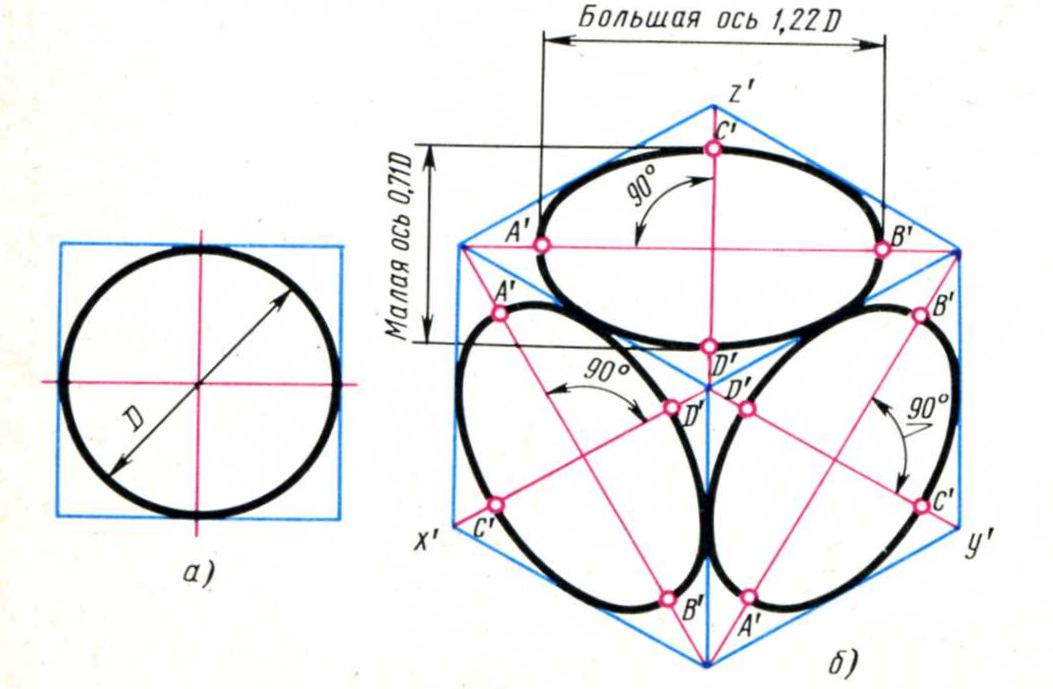 Большая ось 1,22D
z'
C'
Малая ось 0,71D
90°
A'
B'
A'
B'
D'
90°
D'
D'
90°
D
C'
C'
x'
y'
B'
A'
а)
б)